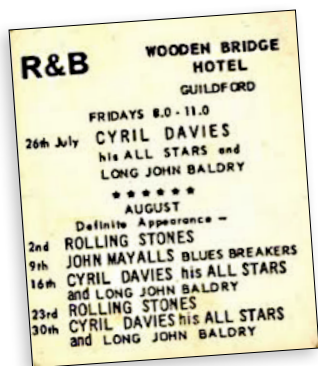 R&B
WOODEN BRIDGE
HOTEL
GUILDFORD
FRIDAYS 8.0 - 11.0
26th July CYRIL DAVIES
his ALL STARS and
LONG JOHN BALDRY
★ ★ ★ ★ ★ ★
AUGUST
Definite Appearance –
2nd ROLLING STONES
9th JOHN MAYALLS BLUES BREAKERS
16th CYRIL DAVIES his ALL STARS
and LONG JOHN BALDRY
23rd ROLLING STONES
30th CYRIL DAVIES his ALL STARS
and LONG JOHN BALDRY